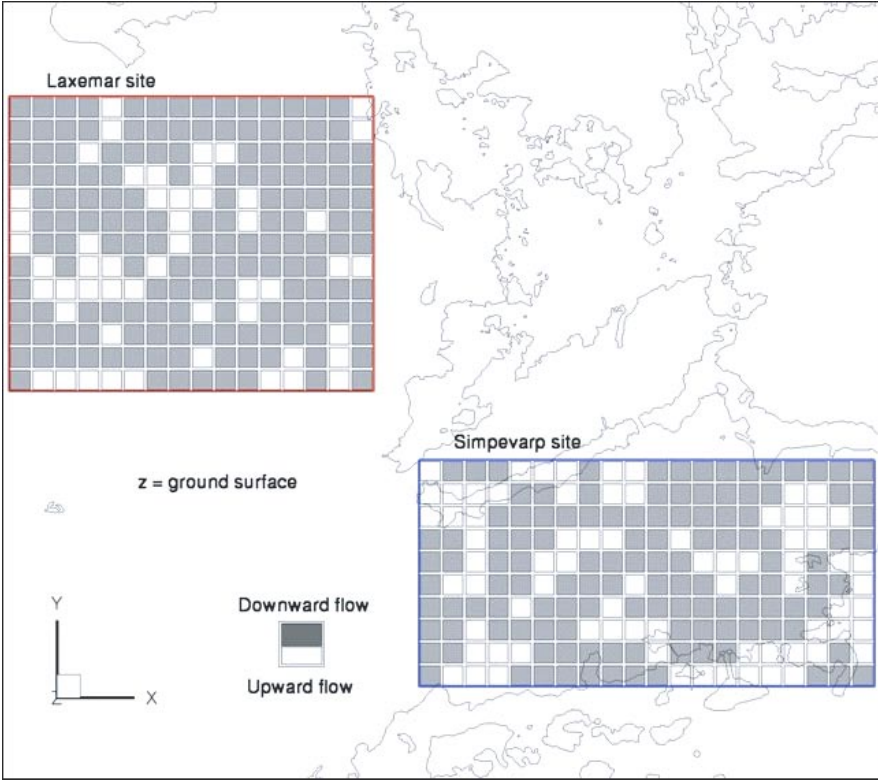 Laxemar site
Simpevarp site
z = ground surface
Downward flow
Upward flow
Y
Z
X